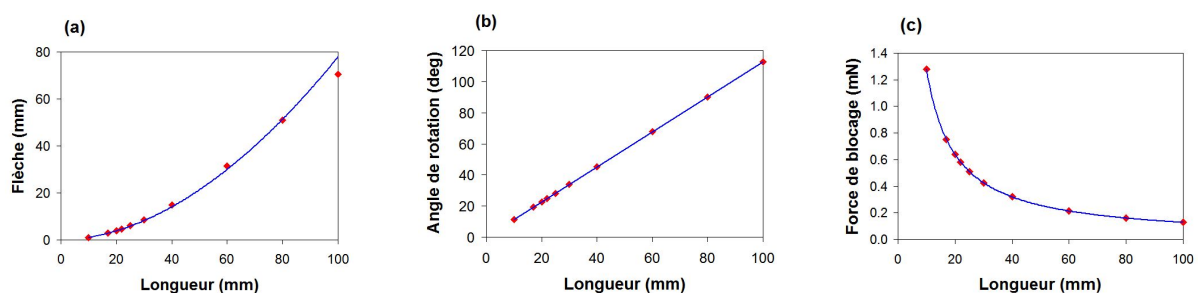 (a)
Flèche (mm)
80
60
40
20
0
0 20 40 60 80 100
Longueur (mm)
(b)
Angle de rotation (deg)
120
100
80
60
40
20
0
0 20 40 60 80 100
Longueur (mm)
(c)
Force de blocage (mN)
1.4
1.2
1.0
0.8
0.6
0.4
0.2
0.0
0 20 40 60 80 100
Longueur (mm)